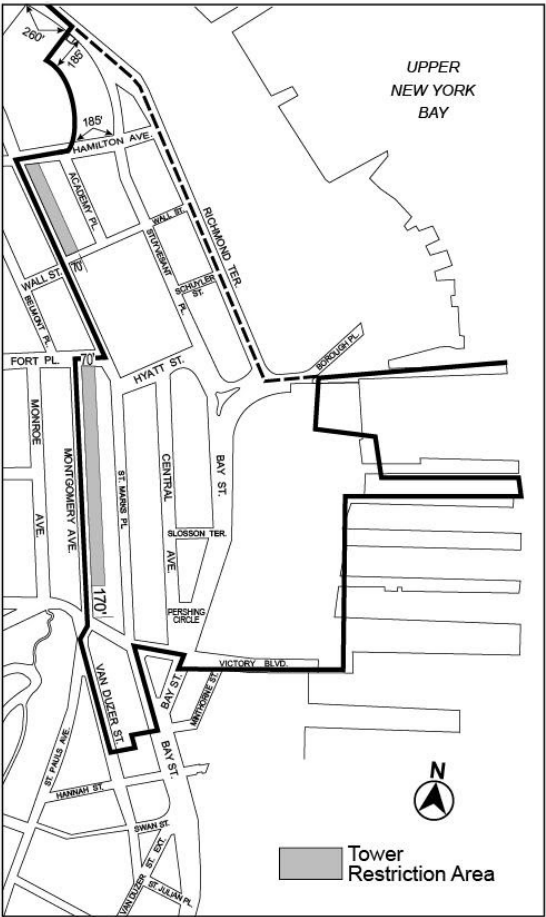 260'
185'
UPPER
NEW YORK
BAY
185'
HAMILTON AVE.
ACADEMY PL.
WALL ST.
RICHMOND TER.
STUYVESANT PL.
70'
WALL ST.
SCHUYLER
ST.
BELMONT PL.
BOROUGH PL.
FORT PL.
70'
HYATT ST.
MONROE AVE.
MONTGOMERY AVE.
ST. MARKS PL
CENTRAL AVE.
BAY ST.
SLOSSON TER.
170'
PERSHING
CIRCLE
VICTORY BLVD.
VAN DUZER ST.
BAY ST.
MINTHORNE ST.
ST. PAULS AVE.
BAY ST.
HANNAH ST.
N
SWAN ST.
VAN DUZER ST. EXT.
ST. JULIAN PL.
Tower
Restriction Area